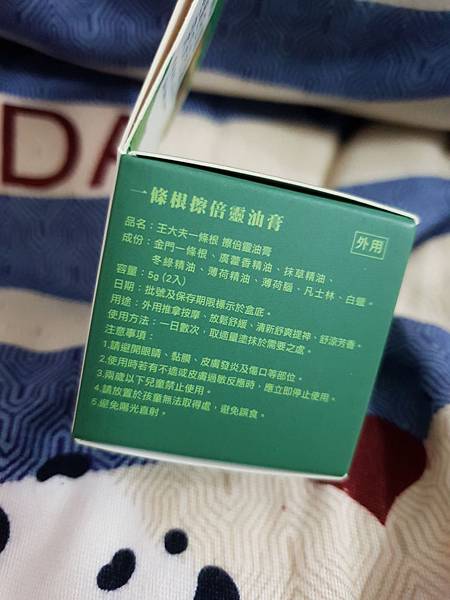 DA
一條根擦倍靈油膏
外用
品名：王大夫一條根 擦倍靈油膏
成份：金門一條根、廣藿香精油、抹草精油、
冬綠精油、薄荷精油、薄荷腦、凡士林、白蠟。
容量：5g (2入)
日期：批號及保存期限標示於盒底。
用途：外用推拿按摩、放鬆舒緩、清新舒爽提神、舒涼芳香。
使用方法：一日數次，取適量塗抹於需要之處。
注意事項：
1.請避開眼睛、黏膜、皮膚發炎及傷口等部位。
2.使用時若有不適或皮膚過敏反應時，應立即停止使用。
3.兩歲以下兒童禁止使用。
4.請放置於孩童無法取得處，避免誤食。
5.避免陽光直射。